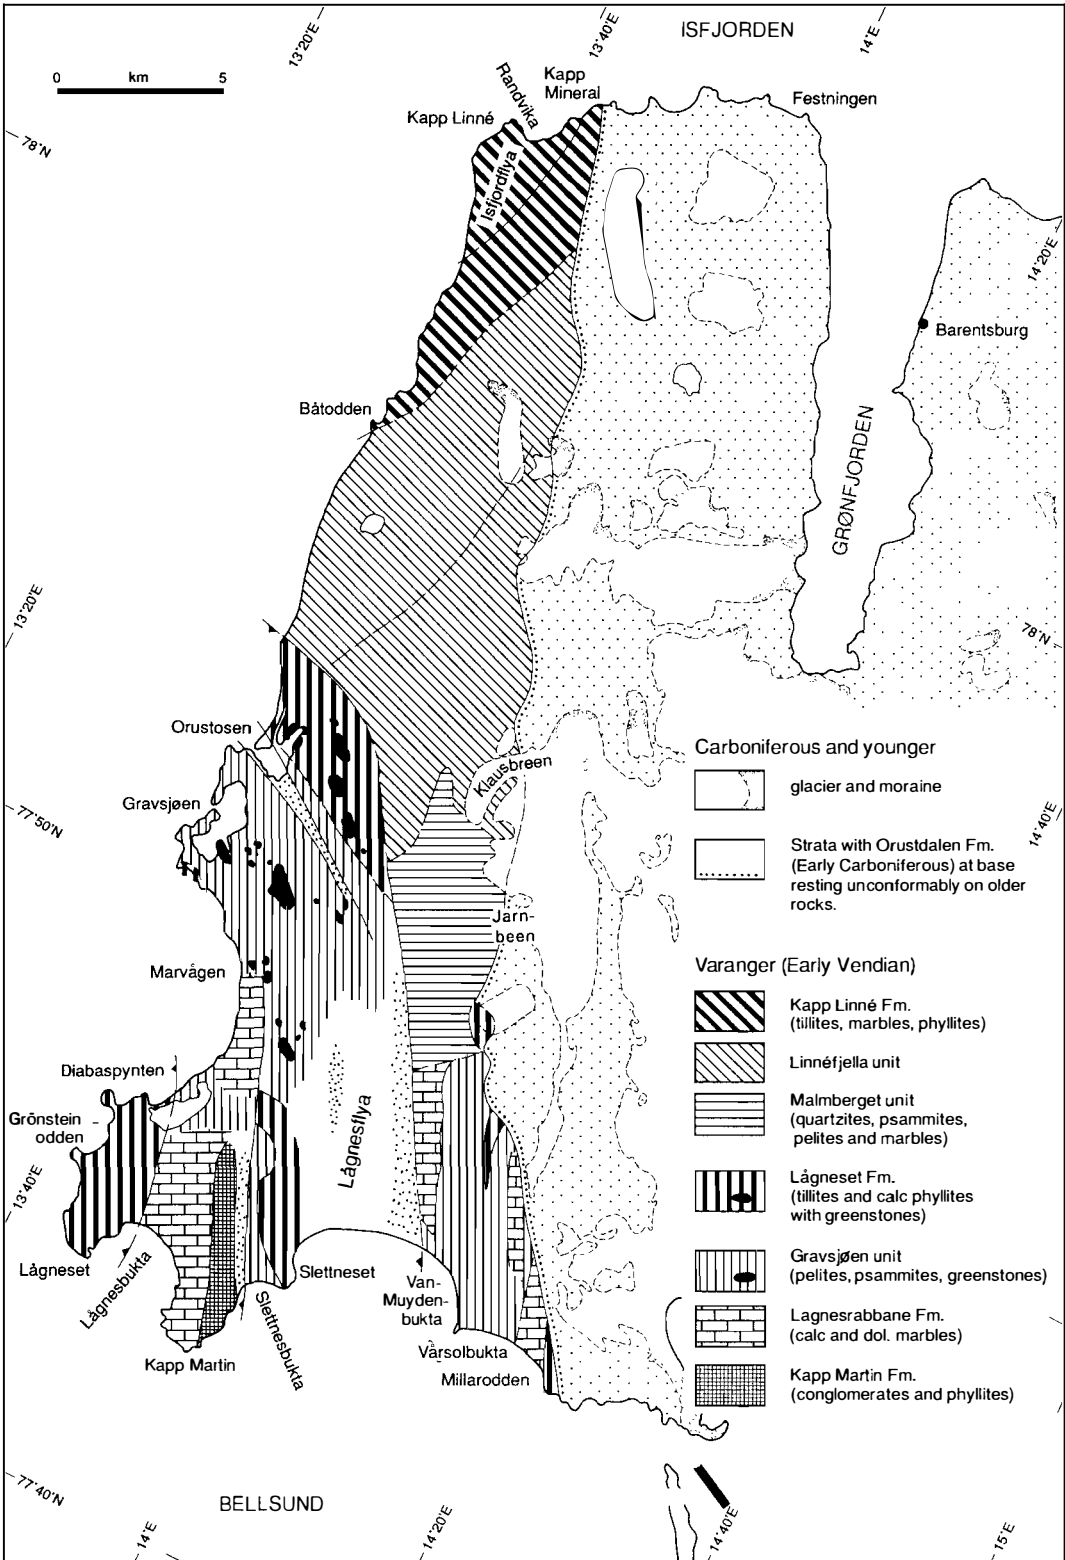 ISFJORDEN
13°20'E
13°40'E
14°E
0 km 5
Kapp
Mineral
Randvika
Kapp Linné
Festningen
78°N
Isfjordflya
14°20'E
Barentsburg
Båtodden
GRØNFJORDEN
13°20'E
78°N
Orustosen
Klausbreen
Gravsjøen
77°50'N
14°40'E
Jarn-
been
Marvågen
Diabaspynten
Grönstein
odden
Lågnesflya
13°40'E
Lågneset
Lågnesbukta
Slettneset
Slettnesbukta
Van-
Muyden-
bukta
Kapp Martin
Vårsolbukta
Millarodden
77°40'N
BELLSUND
14°E
14°20'E
14°40'E
15°E
Carboniferous and younger
glacier and moraine
Strata with Orustdalen Fm.
(Early Carboniferous) at base
resting unconformably on older
rocks.
Varanger (Early Vendian)
Kapp Linné Fm.
(tillites, marbles, phyllites)
Linnéfjella unit
Malmberget unit
(quartzites, psammites,
pelites and marbles)
Lågneset Fm.
(tillites and calc phyllites
with greenstones)
Gravsjøen unit
(pelites, psammites, greenstones)
Lagnesrabbane Fm.
(calc and dol. marbles)
Kapp Martin Fm.
(conglomerates and phyllites)